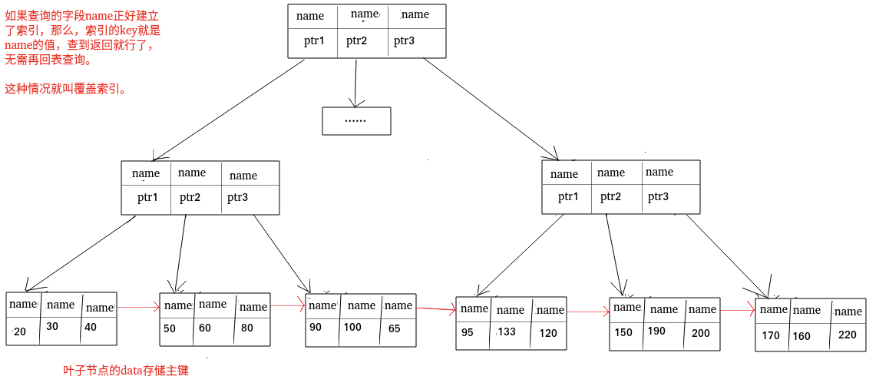 如果查询的字段name正好建立
了索引，那么，索引的key就是
name的值，查到返回就行了，
无需再回表查询。
这种情况就叫覆盖索引。
name name name
ptr1 ptr2 ptr3
......
name name name
ptr1 ptr2 ptr3
name name name
ptr1 ptr2 ptr3
name name name
20 30 40
name name name
50 60 80
name name name
90 100 65
name name name
95 133 120
name name name
150 190 200
name name name
170 160 220
叶子节点的data存储主键